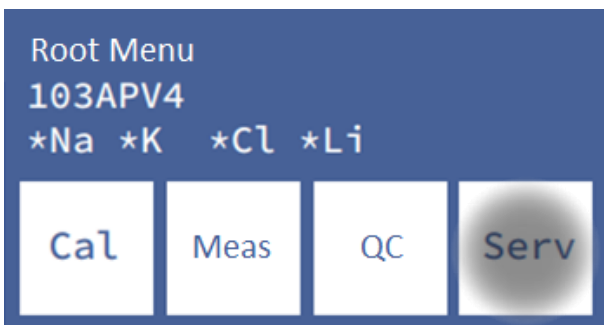 Root Menu
103APV4
*Na *K *Cl *Li
Cal Meas QC Serv